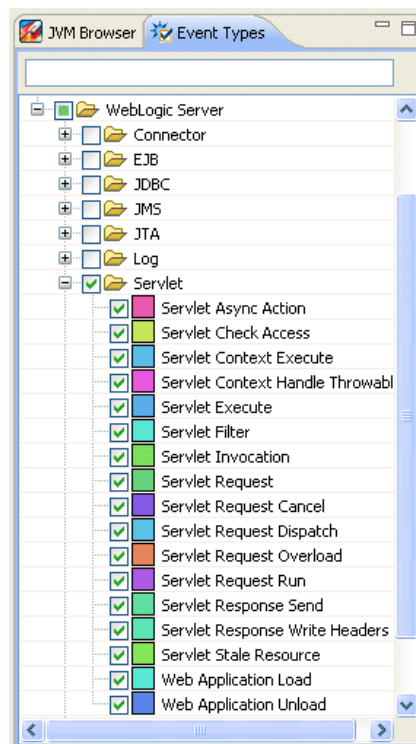 JVM Browser Event Types
WebLogic Server
Connector
EJB
JDBC
JMS
JTA
Log
Servlet
Servlet Async Action
Servlet Check Access
Servlet Context Execute
Servlet Context Handle Throwabl
Servlet Execute
Servlet Filter
Servlet Invocation
Servlet Request
Servlet Request Cancel
Servlet Request Dispatch
Servlet Request Overload
Servlet Request Run
Servlet Response Send
Servlet Response Write Headers
Servlet Stale Resource
Web Application Load
Web Application Unload